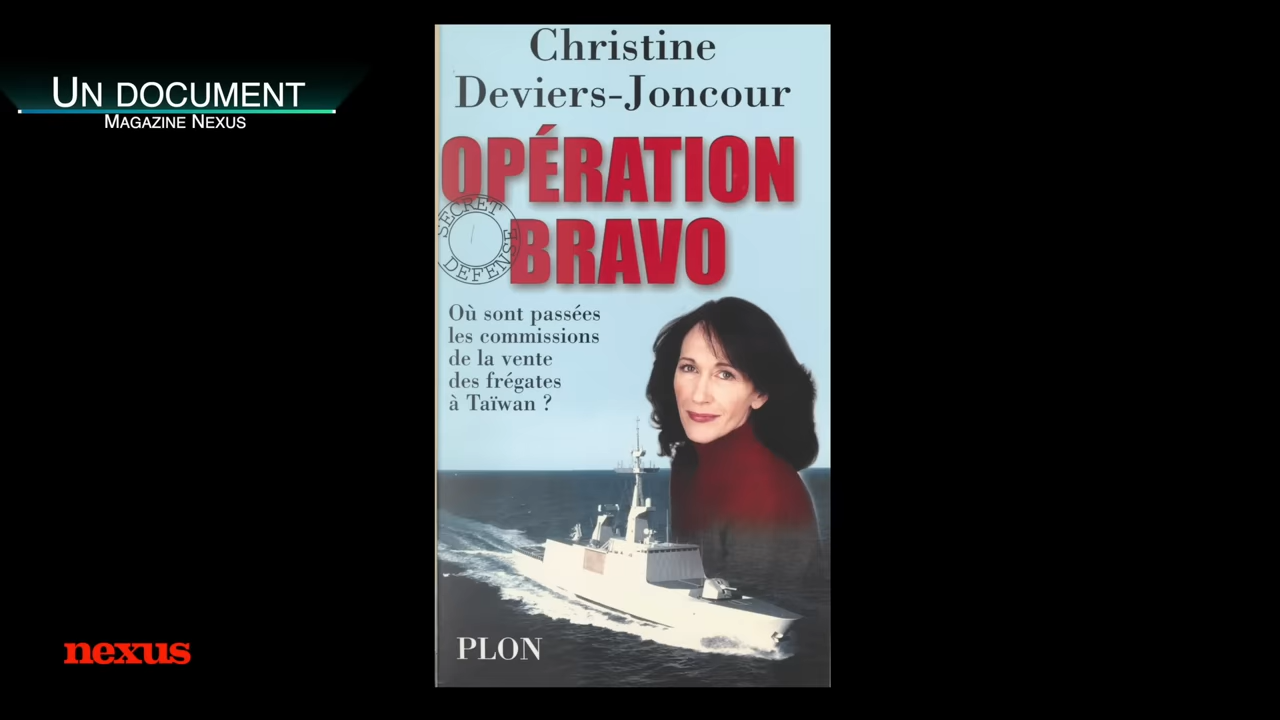 UN DOCUMENT
MAGAZINE NEXUS
Christine
Deviers-Joncour
OPÉRATION
BRAVO
SECRET
DEFENSE
Où sont passées
les commissions
de la vente
des frégates
à Taïwan ?
PLON
nexus